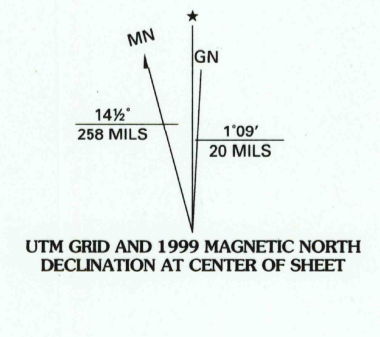 ★
MN
GN
14½°
258 MILS
1°09′
20 MILS
UTM GRID AND 1999 MAGNETIC NORTH
DECLINATION AT CENTER OF SHEET